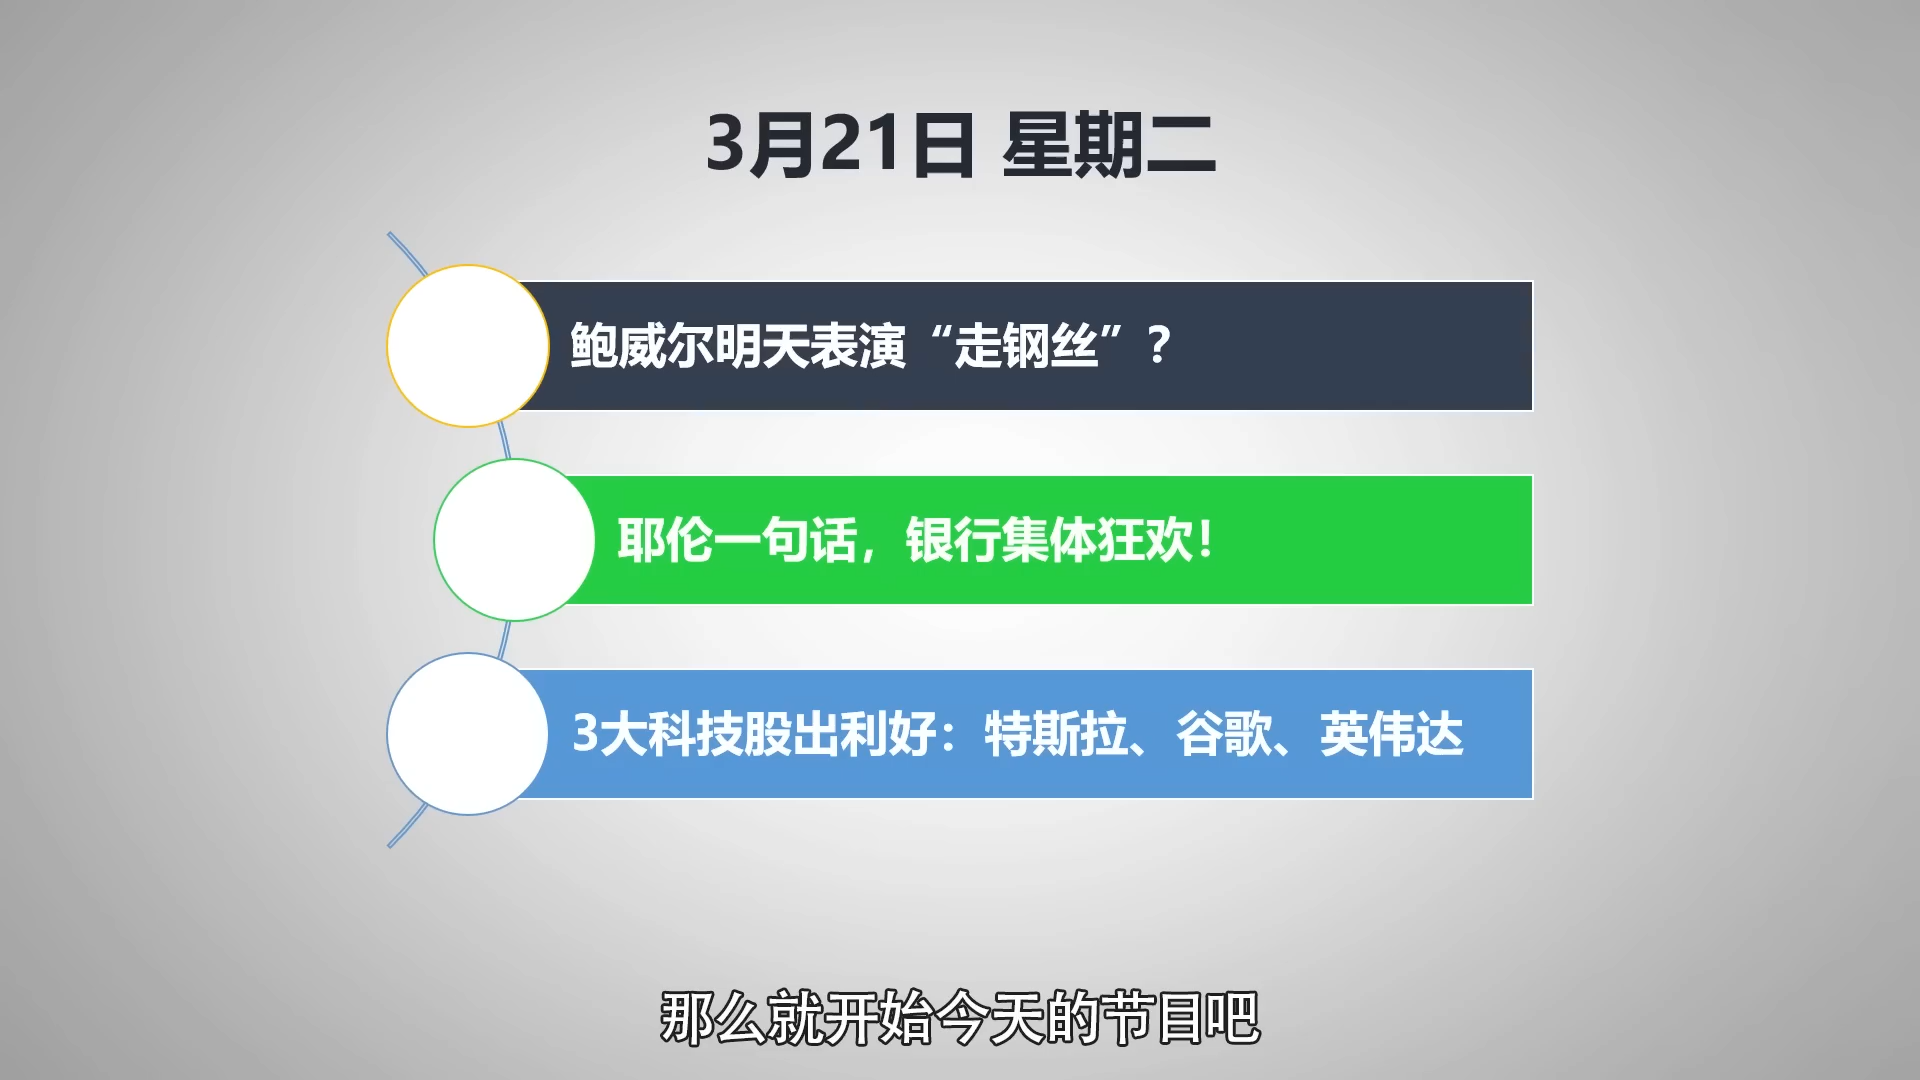 3月21日 星期二
鲍威尔明天表演“走钢丝”？
耶伦一句话，银行集体狂欢！
3大科技股出利好：特斯拉、谷歌、英伟达
那么就开始今天的节目吧